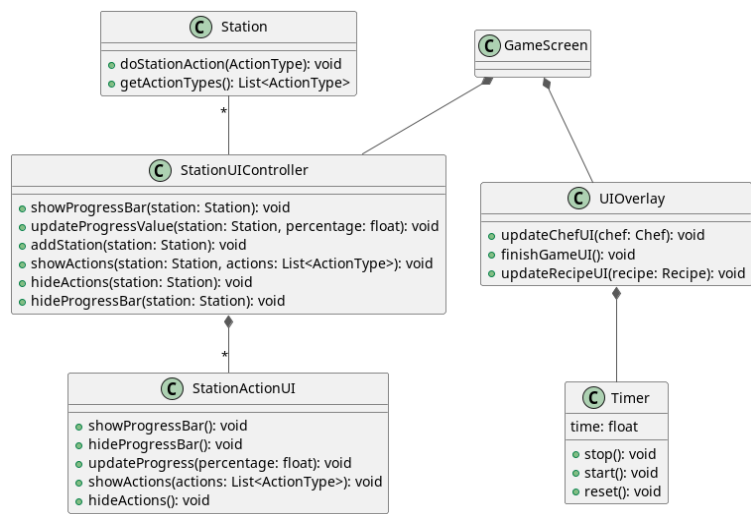 C Station
doStationAction(ActionType): void
getActionTypes(): List<ActionType>
*
C GameScreen
C StationUIController
showProgressBar(station: Station): void
updateProgressValue(station: Station, percentage: float): void
addStation(station: Station): void
showActions(station: Station, actions: List<ActionType>): void
hideActions(station: Station): void
hideProgressBar(station: Station): void
C UIOverlay
updateChefUI(chef: Chef): void
finishGameUI(): void
updateRecipeUI(recipe: Recipe): void
*
C StationActionUI
showProgressBar(): void
hideProgressBar(): void
updateProgress(percentage: float): void
showActions(actions: List<ActionType>): void
hideActions(): void
C Timer
time: float
stop(): void
start(): void
reset(): void